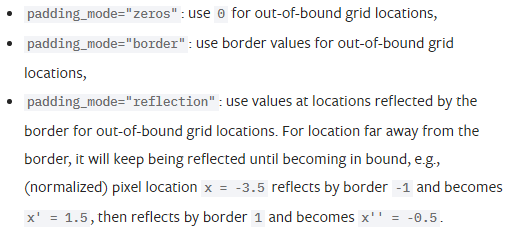 • padding_mode="zeros": use 0 for out-of-bound grid locations,
• padding_mode="border": use border values for out-of-bound grid
locations,
• padding_mode="reflection": use values at locations reflected by the
border for out-of-bound grid locations. For location far away from the
border, it will keep being reflected until becoming in bound, e.g.,
(normalized) pixel location x = -3.5 reflects by border -1 and becomes
x' = 1.5, then reflects by border 1 and becomes x'' = -0.5.